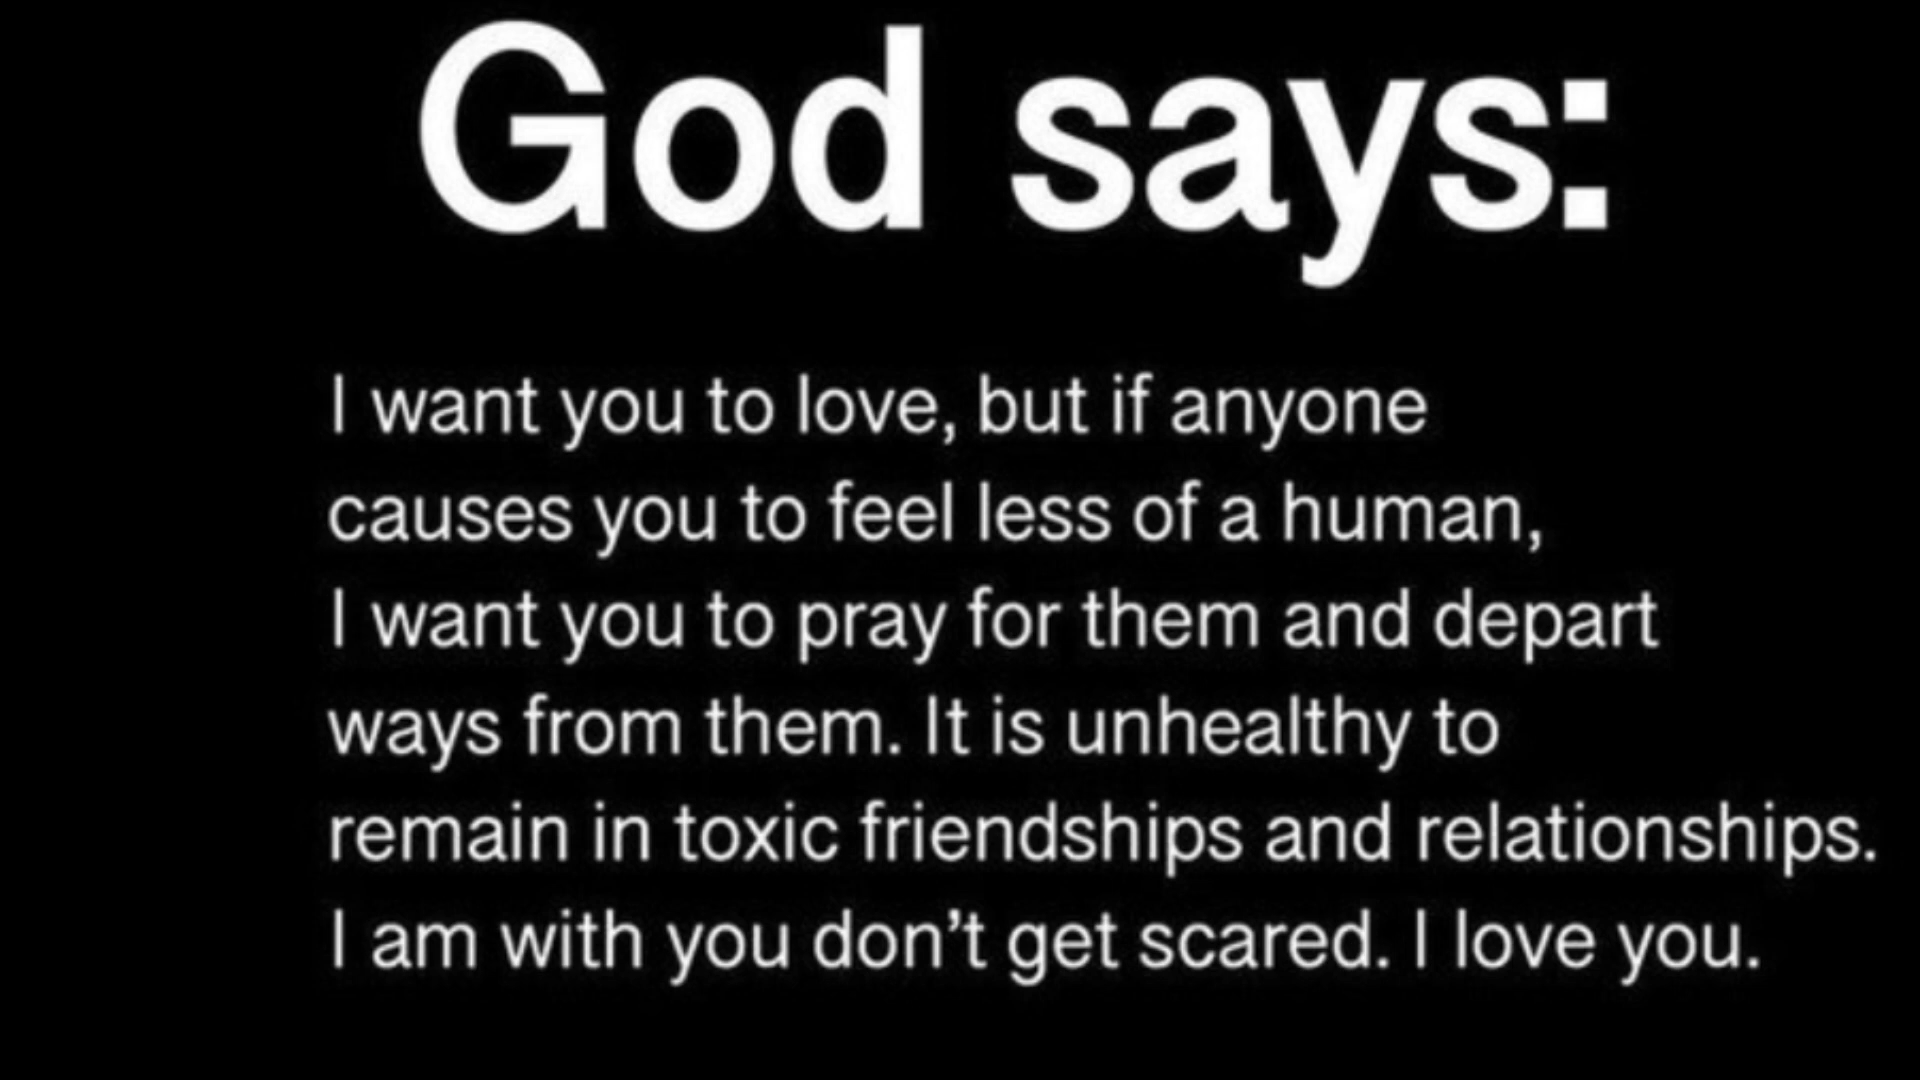 God says:
I want you to love, but if anyone
causes you to feel less of a human,
I want you to pray for them and depart
ways from them. It is unhealthy to
remain in toxic friendships and relationships.
I am with you don’t get scared. I love you.